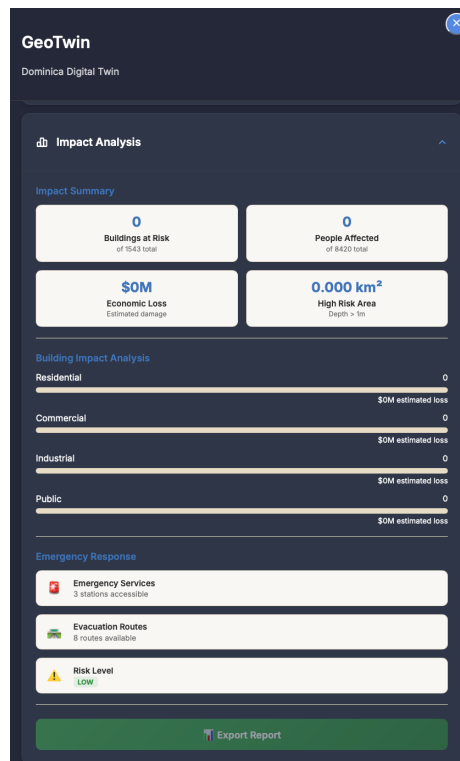 GeoTwin
Dominica Digital Twin
Impact Analysis
Impact Summary
0
Buildings at Risk
of 1543 total
0
People Affected
of 8420 total
$0M
Economic Loss
Estimated damage
0.000 km²
High Risk Area
Depth > 1m
Building Impact Analysis
Residential 0
$0M estimated loss
Commercial 0
$0M estimated loss
Industrial 0
$0M estimated loss
Public 0
$0M estimated loss
Emergency Response
Emergency Services
3 stations accessible
Evacuation Routes
8 routes available
Risk Level
LOW
Export Report